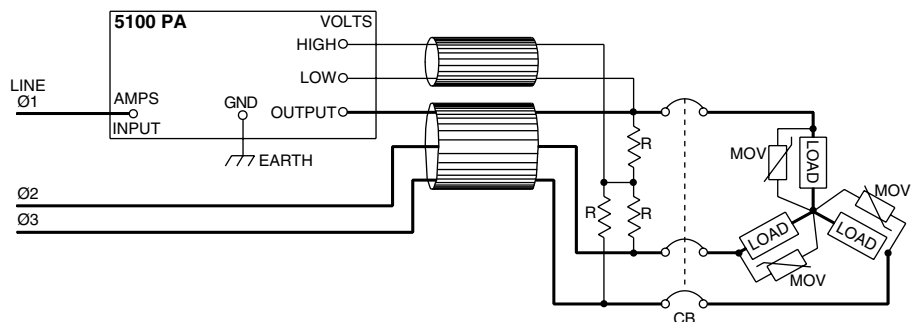 5100 PA
VOLTS
HIGH
LOW
LINE
Ø1
AMPS
INPUT
GND
OUTPUT
EARTH
Ø2
Ø3
R
R
R
MOV
LOAD
MOV
LOAD
LOAD
MOV
CB